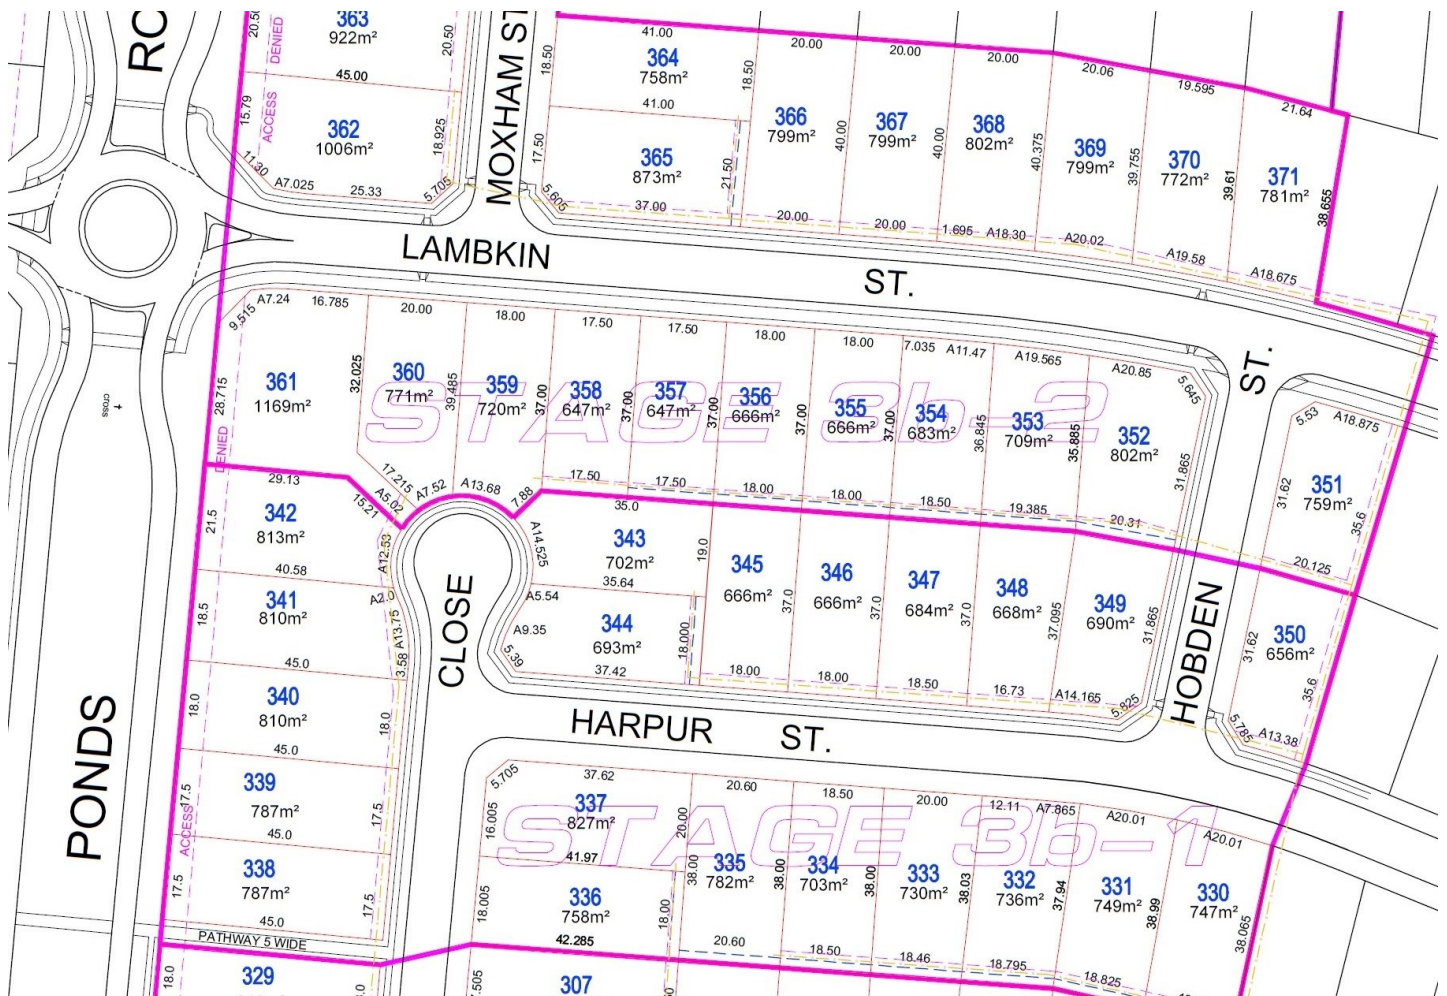 363
922m²
20.50
20.50
DENIED
ACCESS
RO
45.00
15.79
362
1006m²
18.925
11.30
A7.025
25.33
5.705
MOXHAM ST
41.00
18.50
364
758m²
18.50
41.00
17.50
365
873m²
21.50
5.605
37.00
20.00
366
799m²
40.00
20.00
20.00
367
799m²
40.00
20.00
20.00
368
802m²
40.375
1.695
A18.30
20.06
369
799m²
39.755
A20.02
19.595
370
772m²
39.61
A19.58
21.64
371
781m²
38.655
A18.675
LAMBKIN ST.
9.515
A7.24
16.785
20.00
18.00
17.50
17.50
18.00
18.00
7.035
A11.47
A19.565
A20.85
5.645
28.715
361
1169m²
32.025
360
771m²
39.485
359
720m²
37.00
358
647m²
37.00
357
647m²
37.00
356
666m²
37.00
355
666m²
37.00
354
683m²
36.845
353
709m²
35.885
352
802m²
31.865
STAGE 3b-2
DENIED
17.215
A5.02
A7.52
A13.68
7.88
17.50
17.50
18.00
18.00
18.50
19.385
20.31
ST.
5.53
A18.875
31.62
351
759m²
35.6
20.125
cross
29.13
15.21
21.5
342
813m²
A12.53
40.58
A2.0
341
810m²
18.5
A13.75
3.58
45.0
340
810m²
18.0
18.0
45.0
339
787m²
17.5
17.5
45.0
ACCESS
338
787m²
17.5
17.5
45.0
PATHWAY 5 WIDE
PONDS
CLOSE
35.0
A14.525
343
702m²
19.0
35.64
A5.54
A9.35
5.39
344
693m²
18.000
37.42
345
666m²
37.0
18.00
346
666m²
37.0
18.00
347
684m²
37.0
18.50
348
668m²
37.095
16.73
349
690m²
31.865
A14.165
5.825
HOBDEN
350
656m²
31.62
35.6
5.785
A13.38
HARPUR ST.
5.705
37.62
20.60
18.50
20.00
12.11
A7.865
A20.01
A20.01
16.005
337
827m²
20.00
41.97
STAGE 3b-1
18.005
336
758m²
18.00
42.285
38.00
335
782m²
38.00
20.60
334
703m²
38.00
18.50
333
730m²
38.03
18.46
332
736m²
37.94
18.795
331
749m²
38.99
18.825
330
747m²
38.065
18.0
329
307